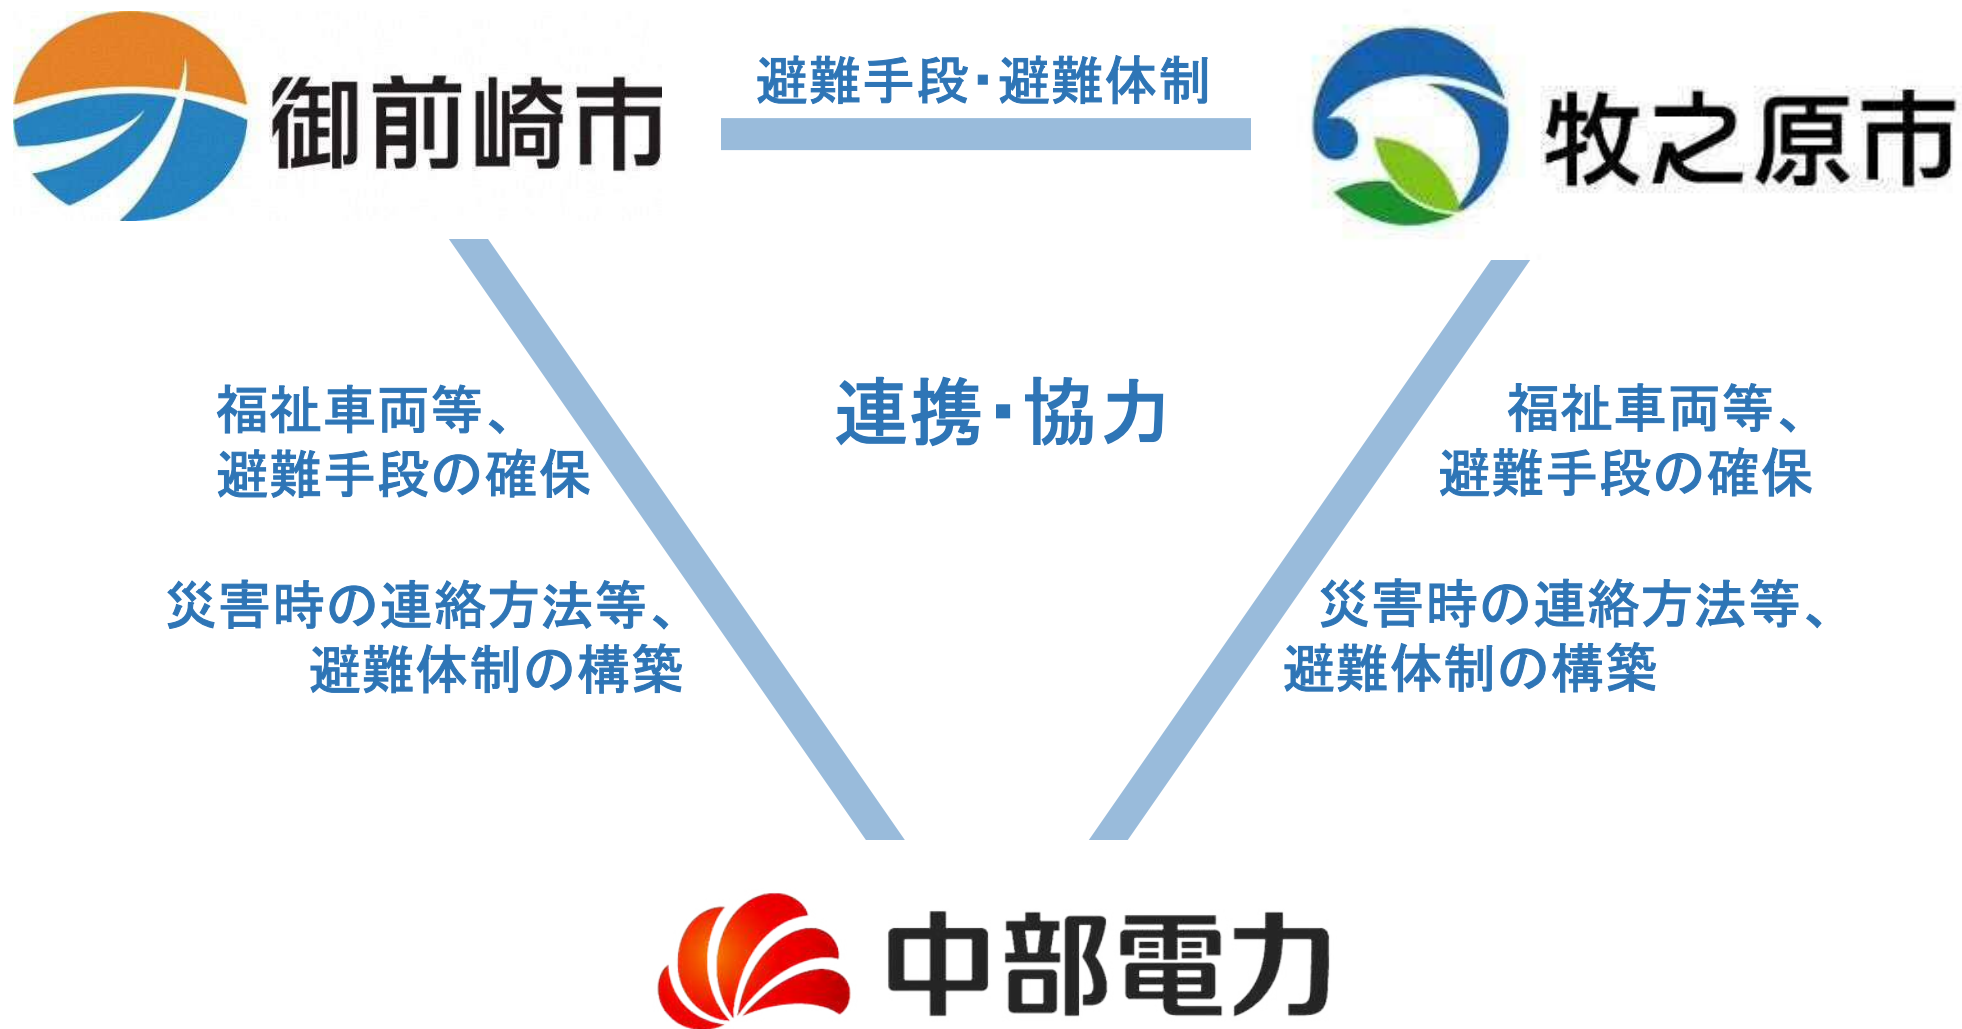 御前崎市
避難手段・避難体制
牧之原市
福祉車両等、
避難手段の確保
連携・協力
福祉車両等、
避難手段の確保
災害時の連絡方法等、
避難体制の構築
災害時の連絡方法等、
避難体制の構築
中部電力